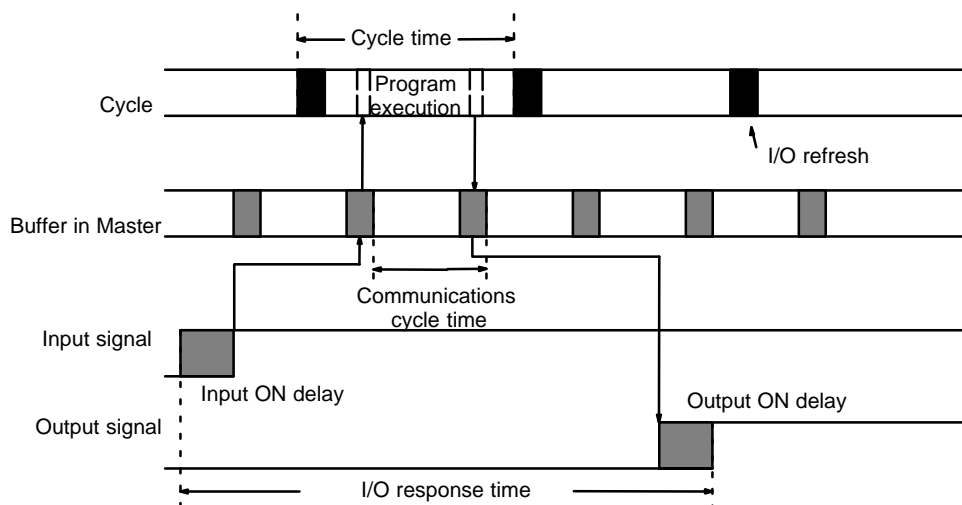 Cycle time
Program
execution
Cycle
I/O refresh
Buffer in Master
Communications
cycle time
Input signal
Input ON delay
Output ON delay
Output signal
I/O response time